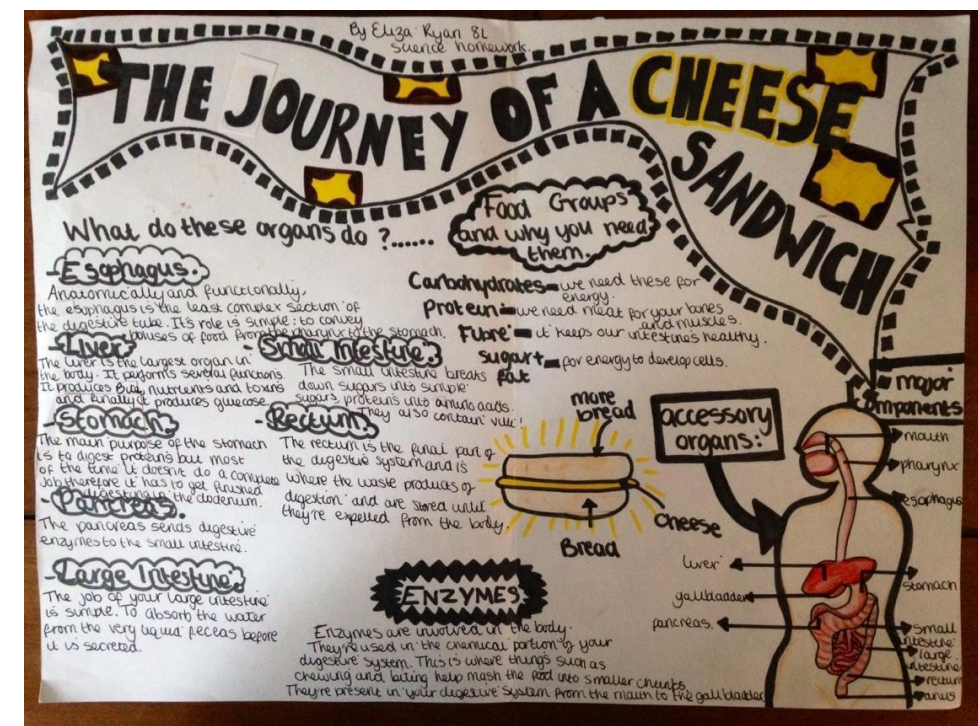 By Eliza Ryan 8L
Science homework.
THE JOURNEY OF A CHEESE
SANDWICH
What do these organs do ?......
-Esophagus.
Anatomically and functionally,
the esophagus is the least complex section of
the digestive tube. It's role is simple: to convey
boluses of food from the pharynx to the stomach.
-Liver
The liver is the largest organ in
the body. It performs several functions
It produces Bile, nutrients and toxins
and finally it produces glucose.
-Small Intestine.
The small intestine breaks
down sugars into simple
sugars, proteins into amino acids.
They also contain villi!
-Stomach.
The main purpose of the stomach
is to digest proteins but most
of the time it doesn't do a complete
job therefore it has to get finished
digesting in the dodenum.
-Rectum.
The rectum is the final part of
the digestive system and is
where the waste products of
digestion and are stored until
they're expelled from the body.
-Pancreas.
The pancreas sends digestive
enzymes to the small intestine.
-Large Intestine.
The job of your large intestine
is simple. To absorb the water
from the very liquid feceas before
it is secreted.
Food Groups
and why you need
them.
Carbohydrates - we need these for
energy.
Protein - we need meat for your bones
and muscles.
Fibre - it keeps our intestines healthy.
sugar+
fat - for energy to develop cells.
more
bread
cheese
Bread
ENZYMES
Enzymes are involved in the body.
They're used in the chemical portion of your
digestive system. This is where things such as
chewing and biting help mash the food into smaller chunks.
They're present in your digestive system from the mouth to the gallbladder
accessory
organs:
major
components
mouth
pharynx
esophagus
liver
stomach
gallbladder
pancreas.
small
intestine
large
intestine
rectum
anus